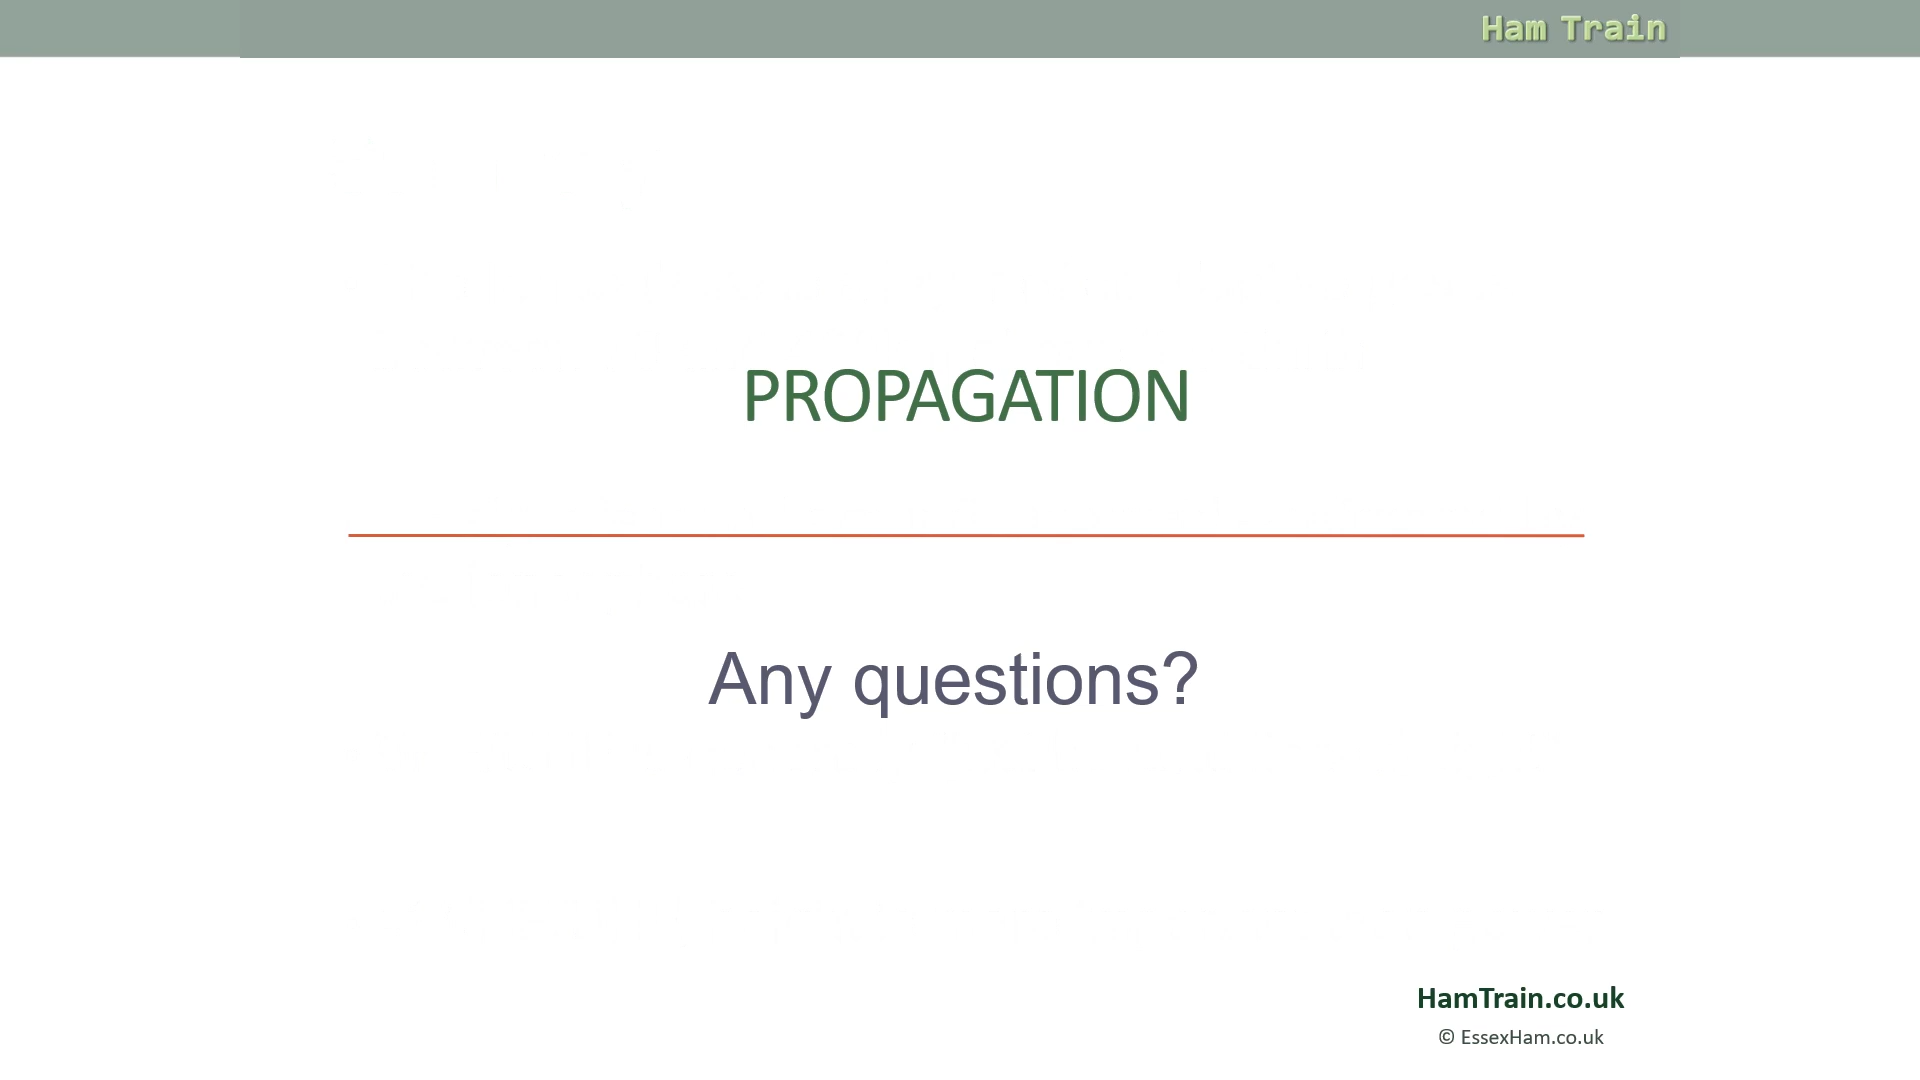 Ham Train
PROPAGATION
Any questions?
HamTrain.co.uk
© EssexHam.co.uk